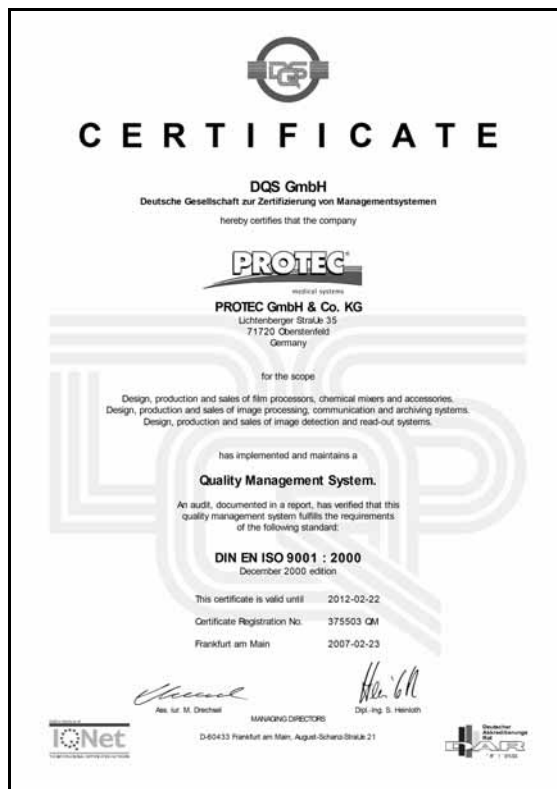 DQS
CERTIFICATE
DQS GmbH
Deutsche Gesellschaft zur Zertifizierung von Managementsystemen
hereby certifies that the company
PROTEC®
medical systems
PROTEC GmbH & Co. KG
Lichtenberger StraUe 35
71720 Oberstenfeld
Germany
for the scope
Design, production and sales of film processors, chemical mixers and accessories.
Design, production and sales of image processing, communication and archiving systems.
Design, production and sales of image detection and read-out systems.
has implemented and maintains a
Quality Management System.
An audit, documented in a report, has verified that this
quality management system fulfills the requirements
of the following standard:
DIN EN ISO 9001 : 2000
December 2000 edition
This certificate is valid until 2012-02-22
Certificate Registration No. 375503 QM
Frankfurt am Main 2007-02-23
Ass. iur. M. Drechsel Dipl.-Ing. S. Heinloth
MANAGING DIRECTORS
D-60433 Frankfurt am Main, August-Schanz-StraUe 21
IQNet
Deutscher
Akkreditierungs
Rat
DAR